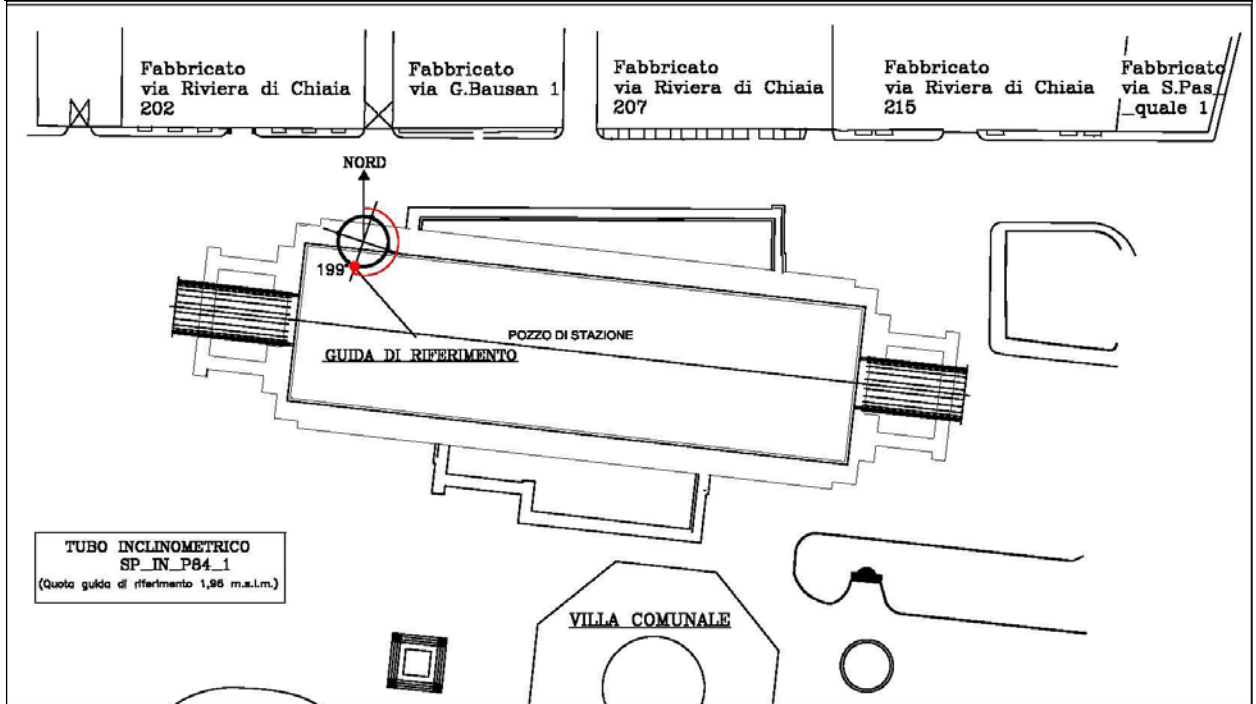 Fabbricato
via Riviera di Chiaia
202
Fabbricato
via G.Bausan 1
Fabbricato
via Riviera di Chiaia
207
Fabbricato
via Riviera di Chiaia
215
Fabbricato
via S.Pas_
_quale 1
NORD
199°
POZZO DI STAZIONE
GUIDA DI RIFERIMENTO
TUBO INCLINOMETRICO
SP_IN_P84_1
(Quota guida di riferimento 1,96 m.s.l.m.)
VILLA COMUNALE